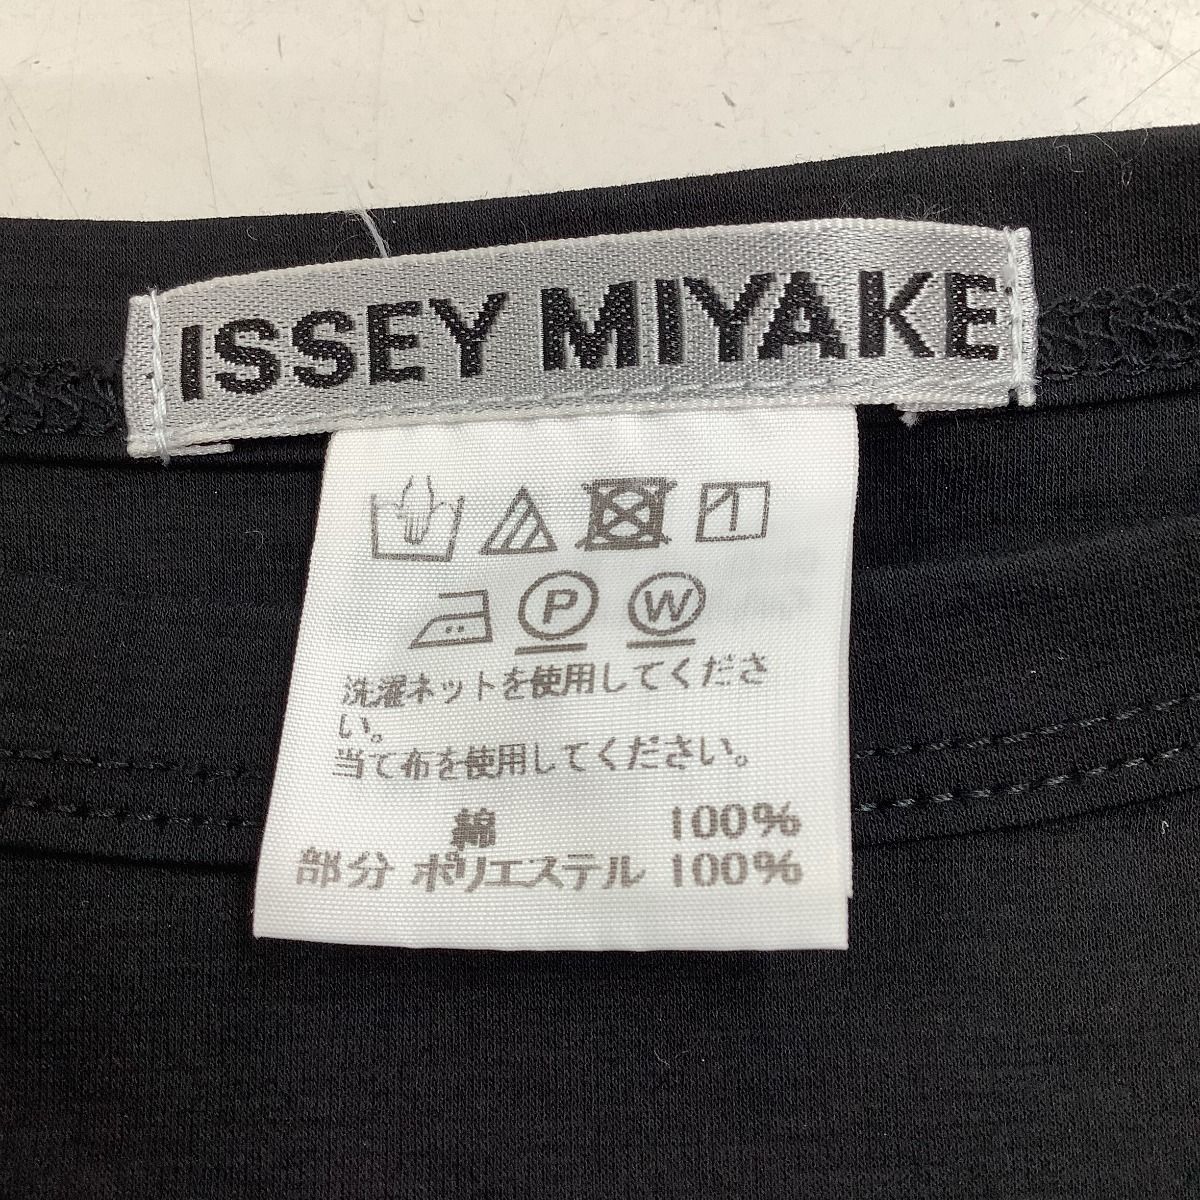 ISSEY MIYAKE
P W
洗濯ネットを使用してくださ
い。
当て布を使用してください。
綿 100%
部分 ポリエステル 100%